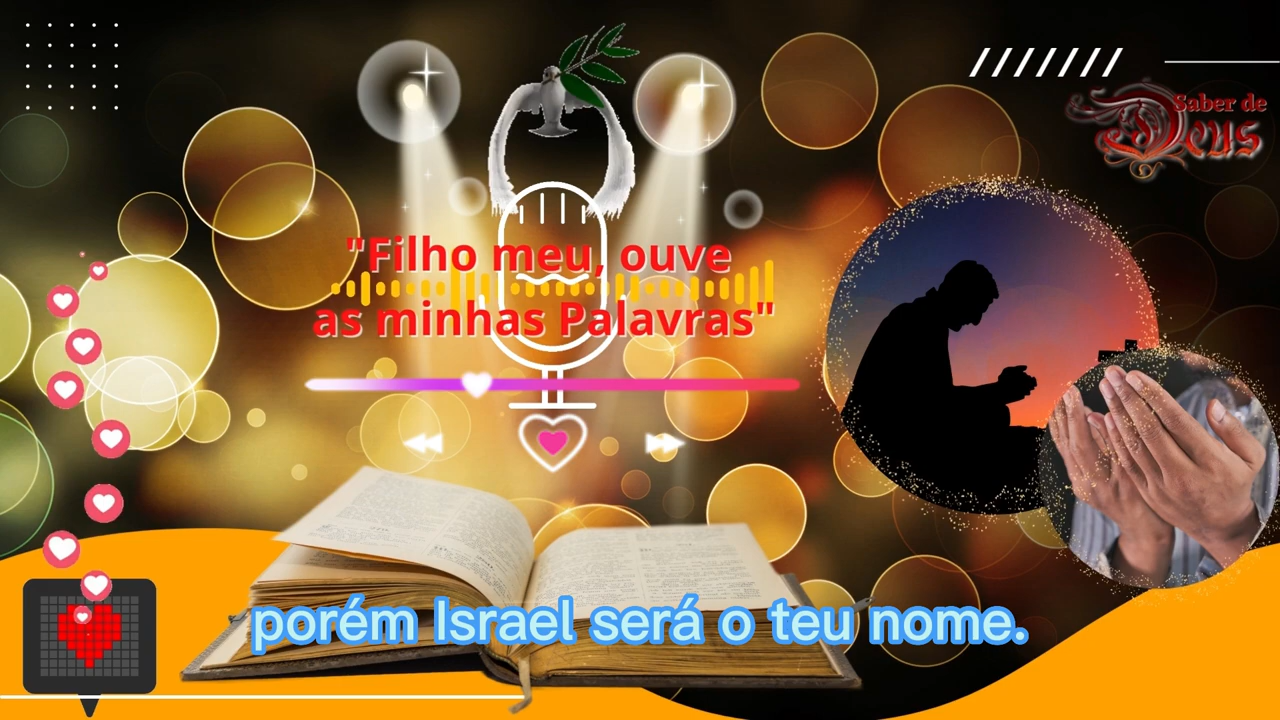 Saber de
Deus
"Filho meu, ouve
as minhas Palavras"
porém Israel será o teu nome.